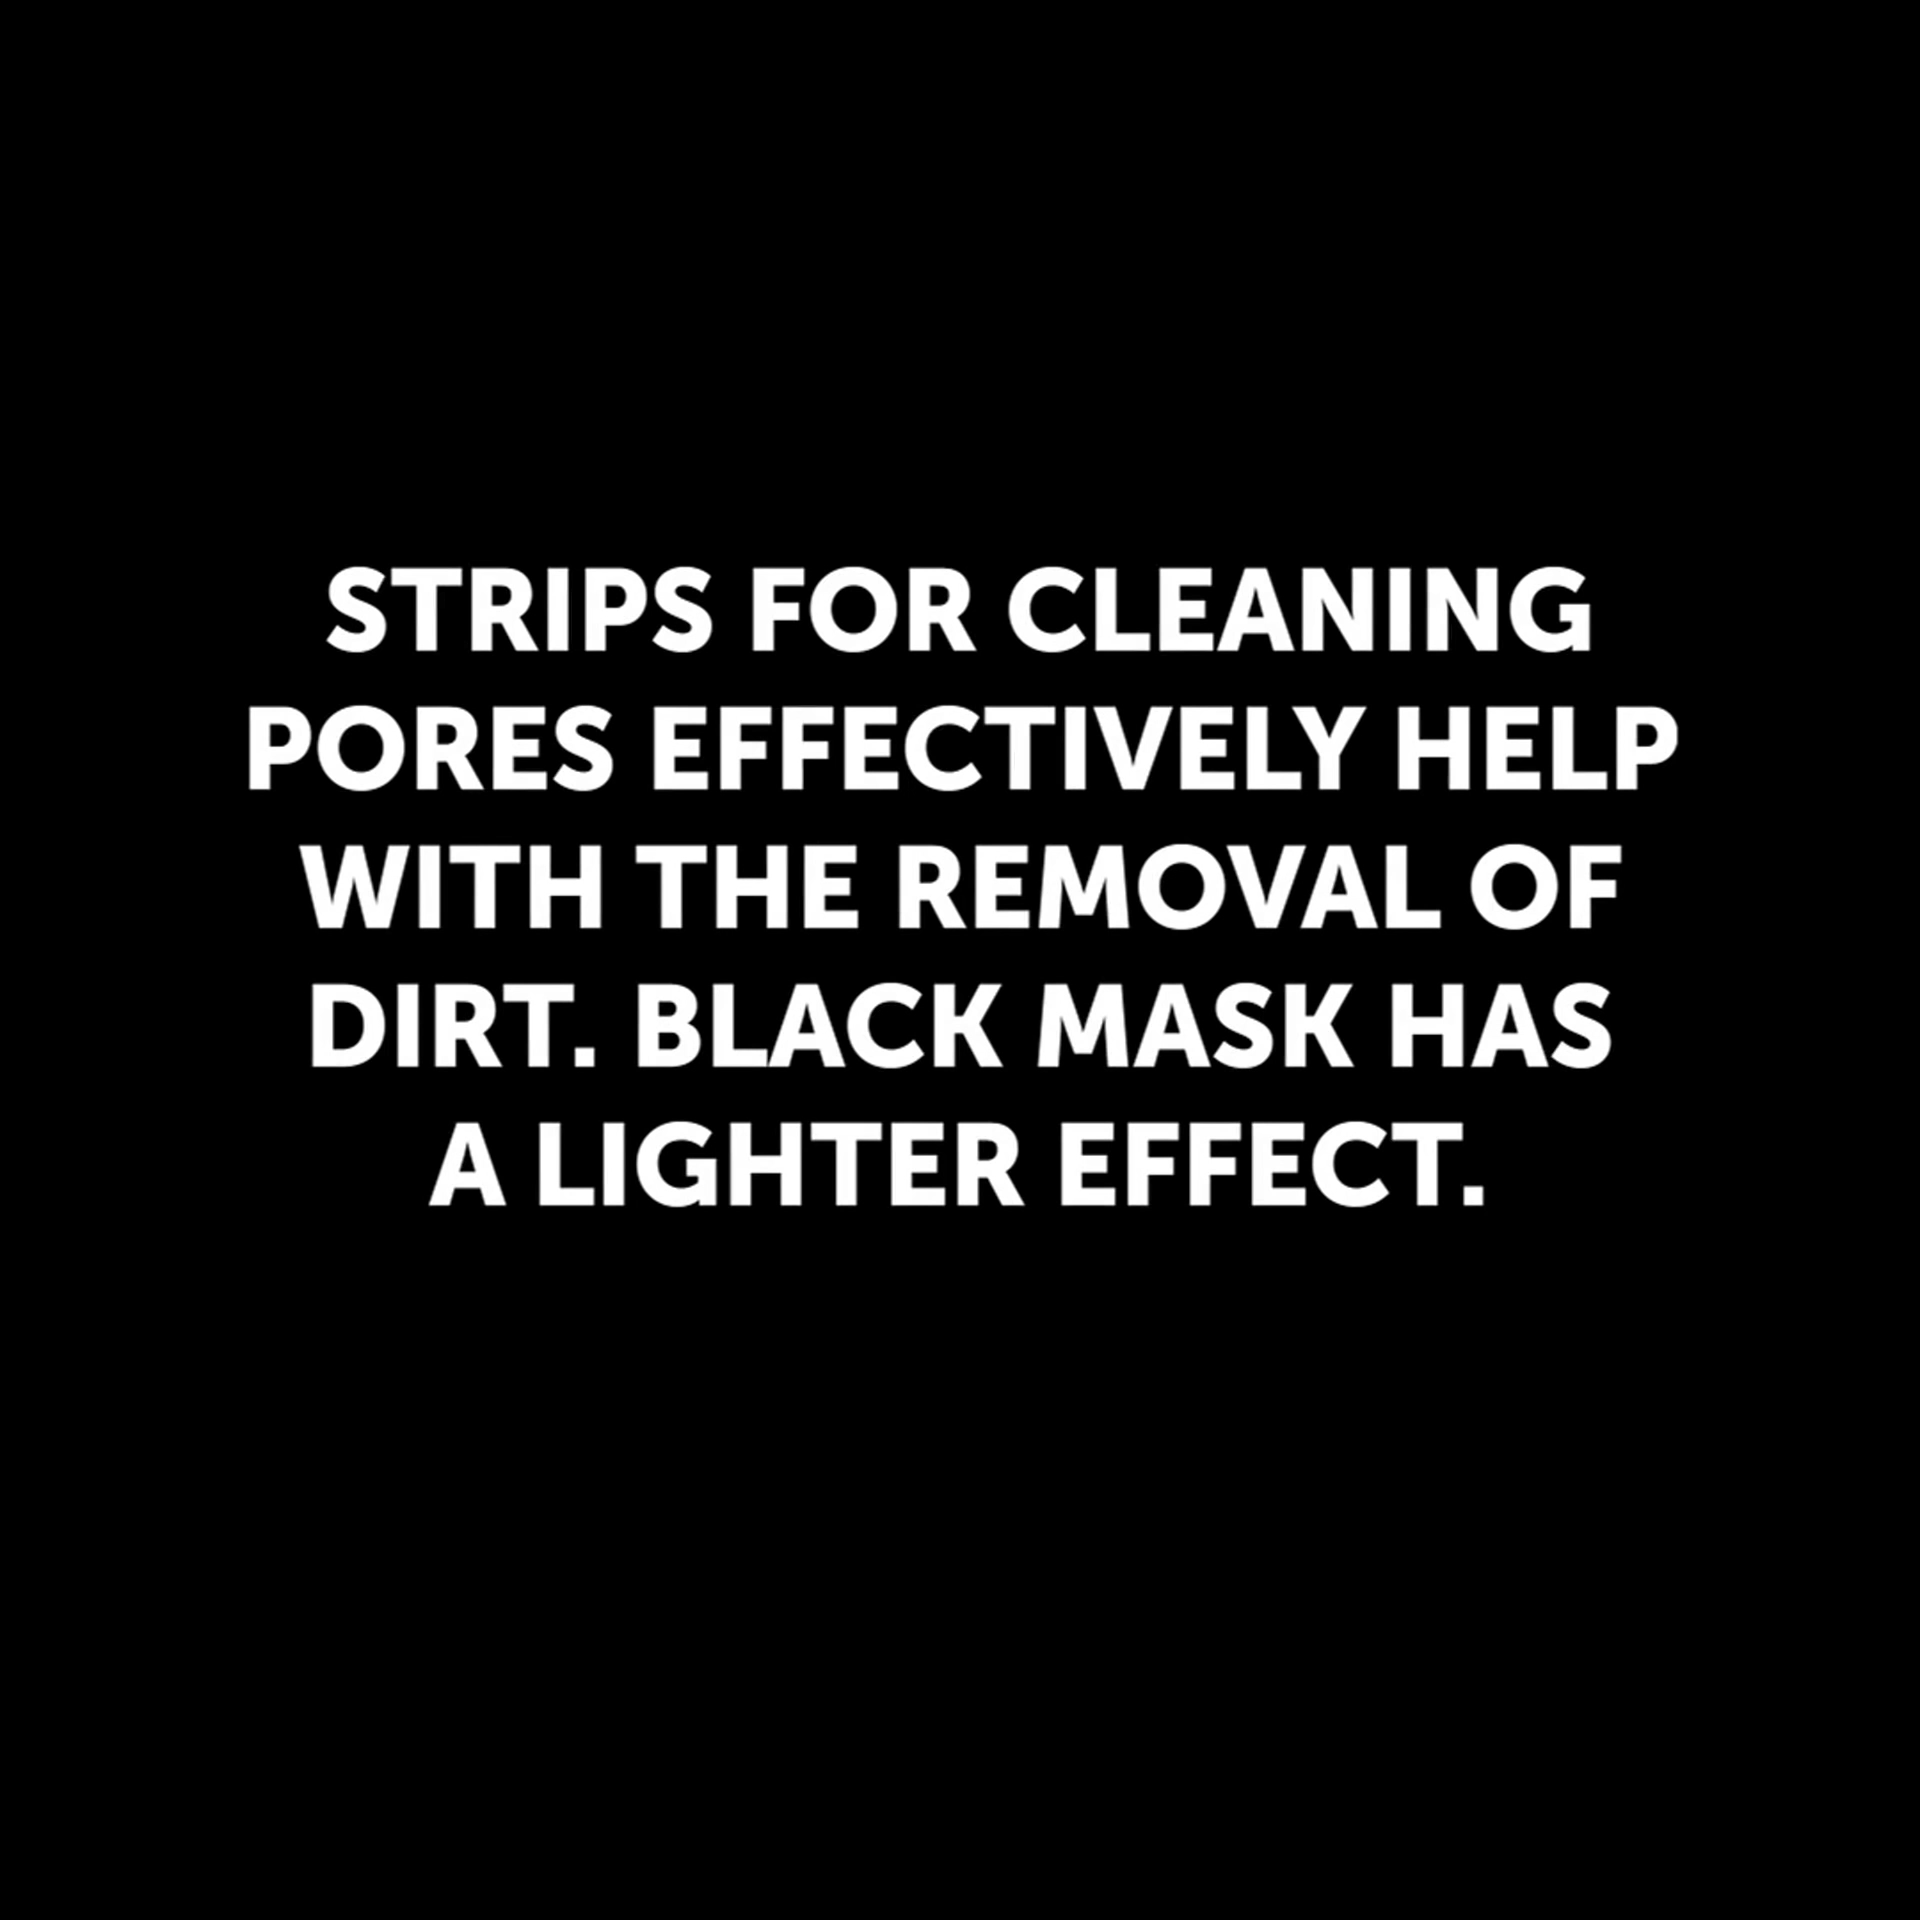 STRIPS FOR CLEANING
PORES EFFECTIVELY HELP
WITH THE REMOVAL OF
DIRT. BLACK MASK HAS
A LIGHTER EFFECT.